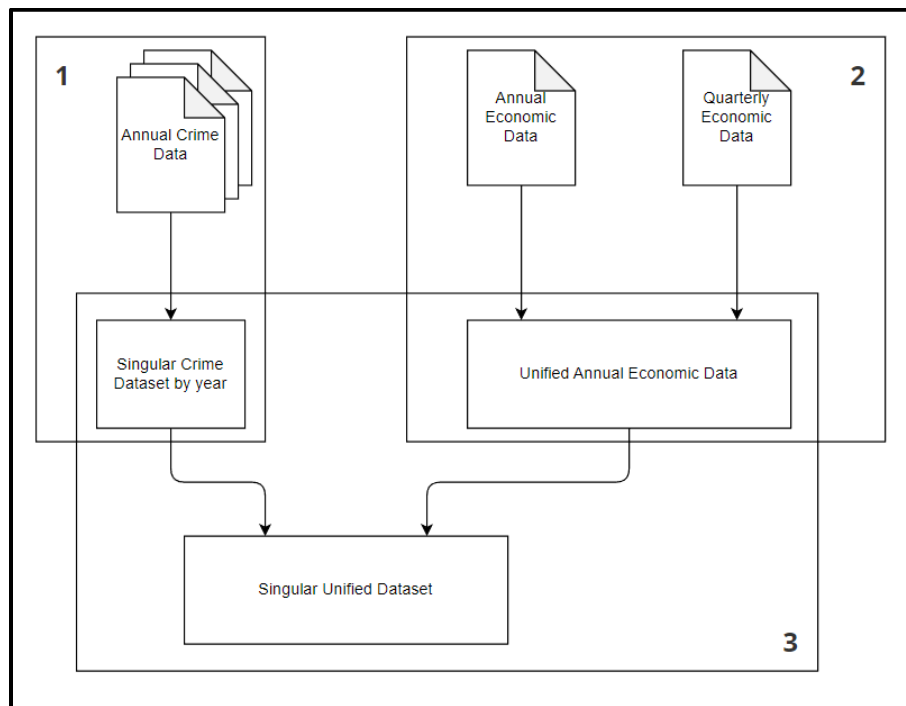 1
Annual Crime
Data
Annual
Economic
Data
Quarterly
Economic
Data
2
Singular Crime
Dataset by year
Unified Annual Economic Data
Singular Unified Dataset
3